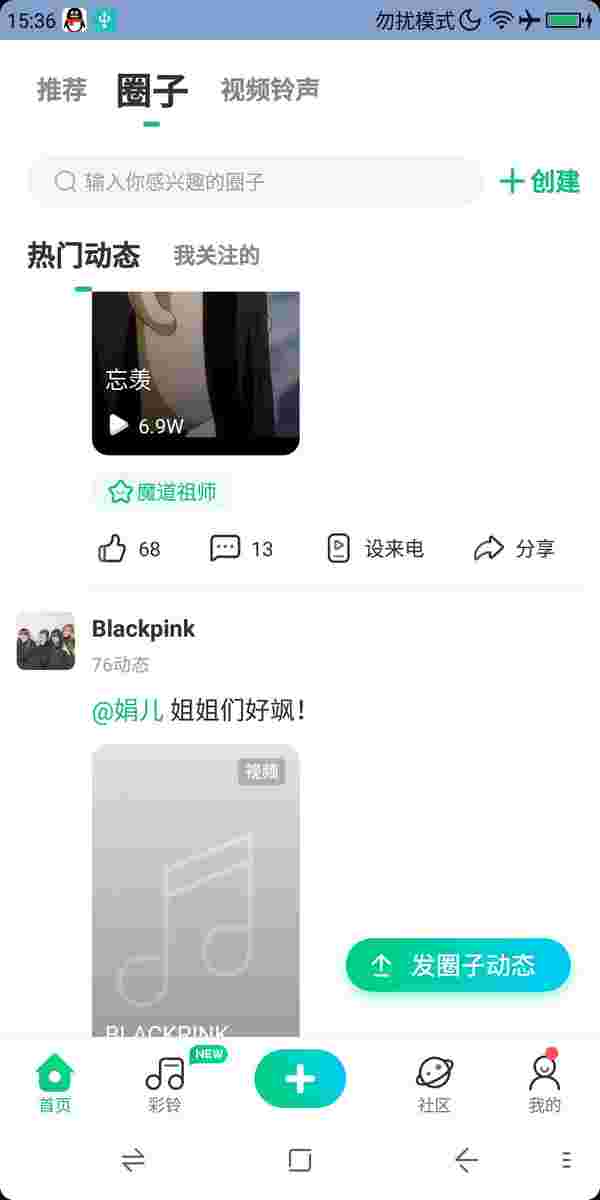 15:36
勿扰模式
推荐 圈子 视频铃声
输入你感兴趣的圈子
创建
热门动态 我关注的
忘羡
6.9W
魔道祖师
68 13 设来电 分享
Blackpink
76动态
@娟儿 姐姐们好飒！
视频
发圈子动态
BLACKPINK
NEW
首页 彩铃 社区 我的